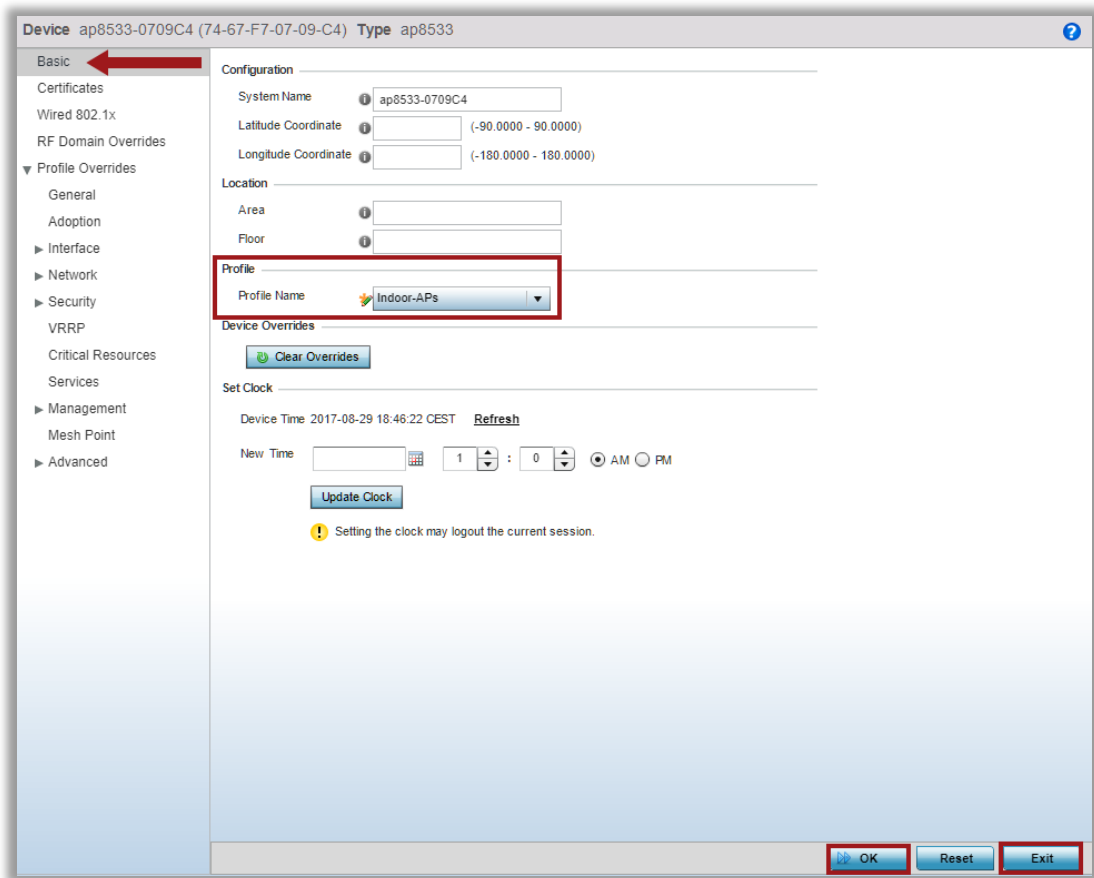 Device ap8533-0709C4 (74-67-F7-07-09-C4) Type ap8533
?
Basic
Certificates
Wired 802.1x
RF Domain Overrides
Profile Overrides
General
Adoption
Interface
Network
Security
VRRP
Critical Resources
Services
Management
Mesh Point
Advanced
Configuration
System Name ap8533-0709C4
Latitude Coordinate (-90.0000 - 90.0000)
Longitude Coordinate (-180.0000 - 180.0000)
Location
Area
Floor
Profile
Profile Name Indoor-APs
Device Overrides
Clear Overrides
Set Clock
Device Time 2017-08-29 18:46:22 CEST Refresh
New Time 1 : 0 AM PM
Update Clock
! Setting the clock may logout the current session.
OK Reset Exit